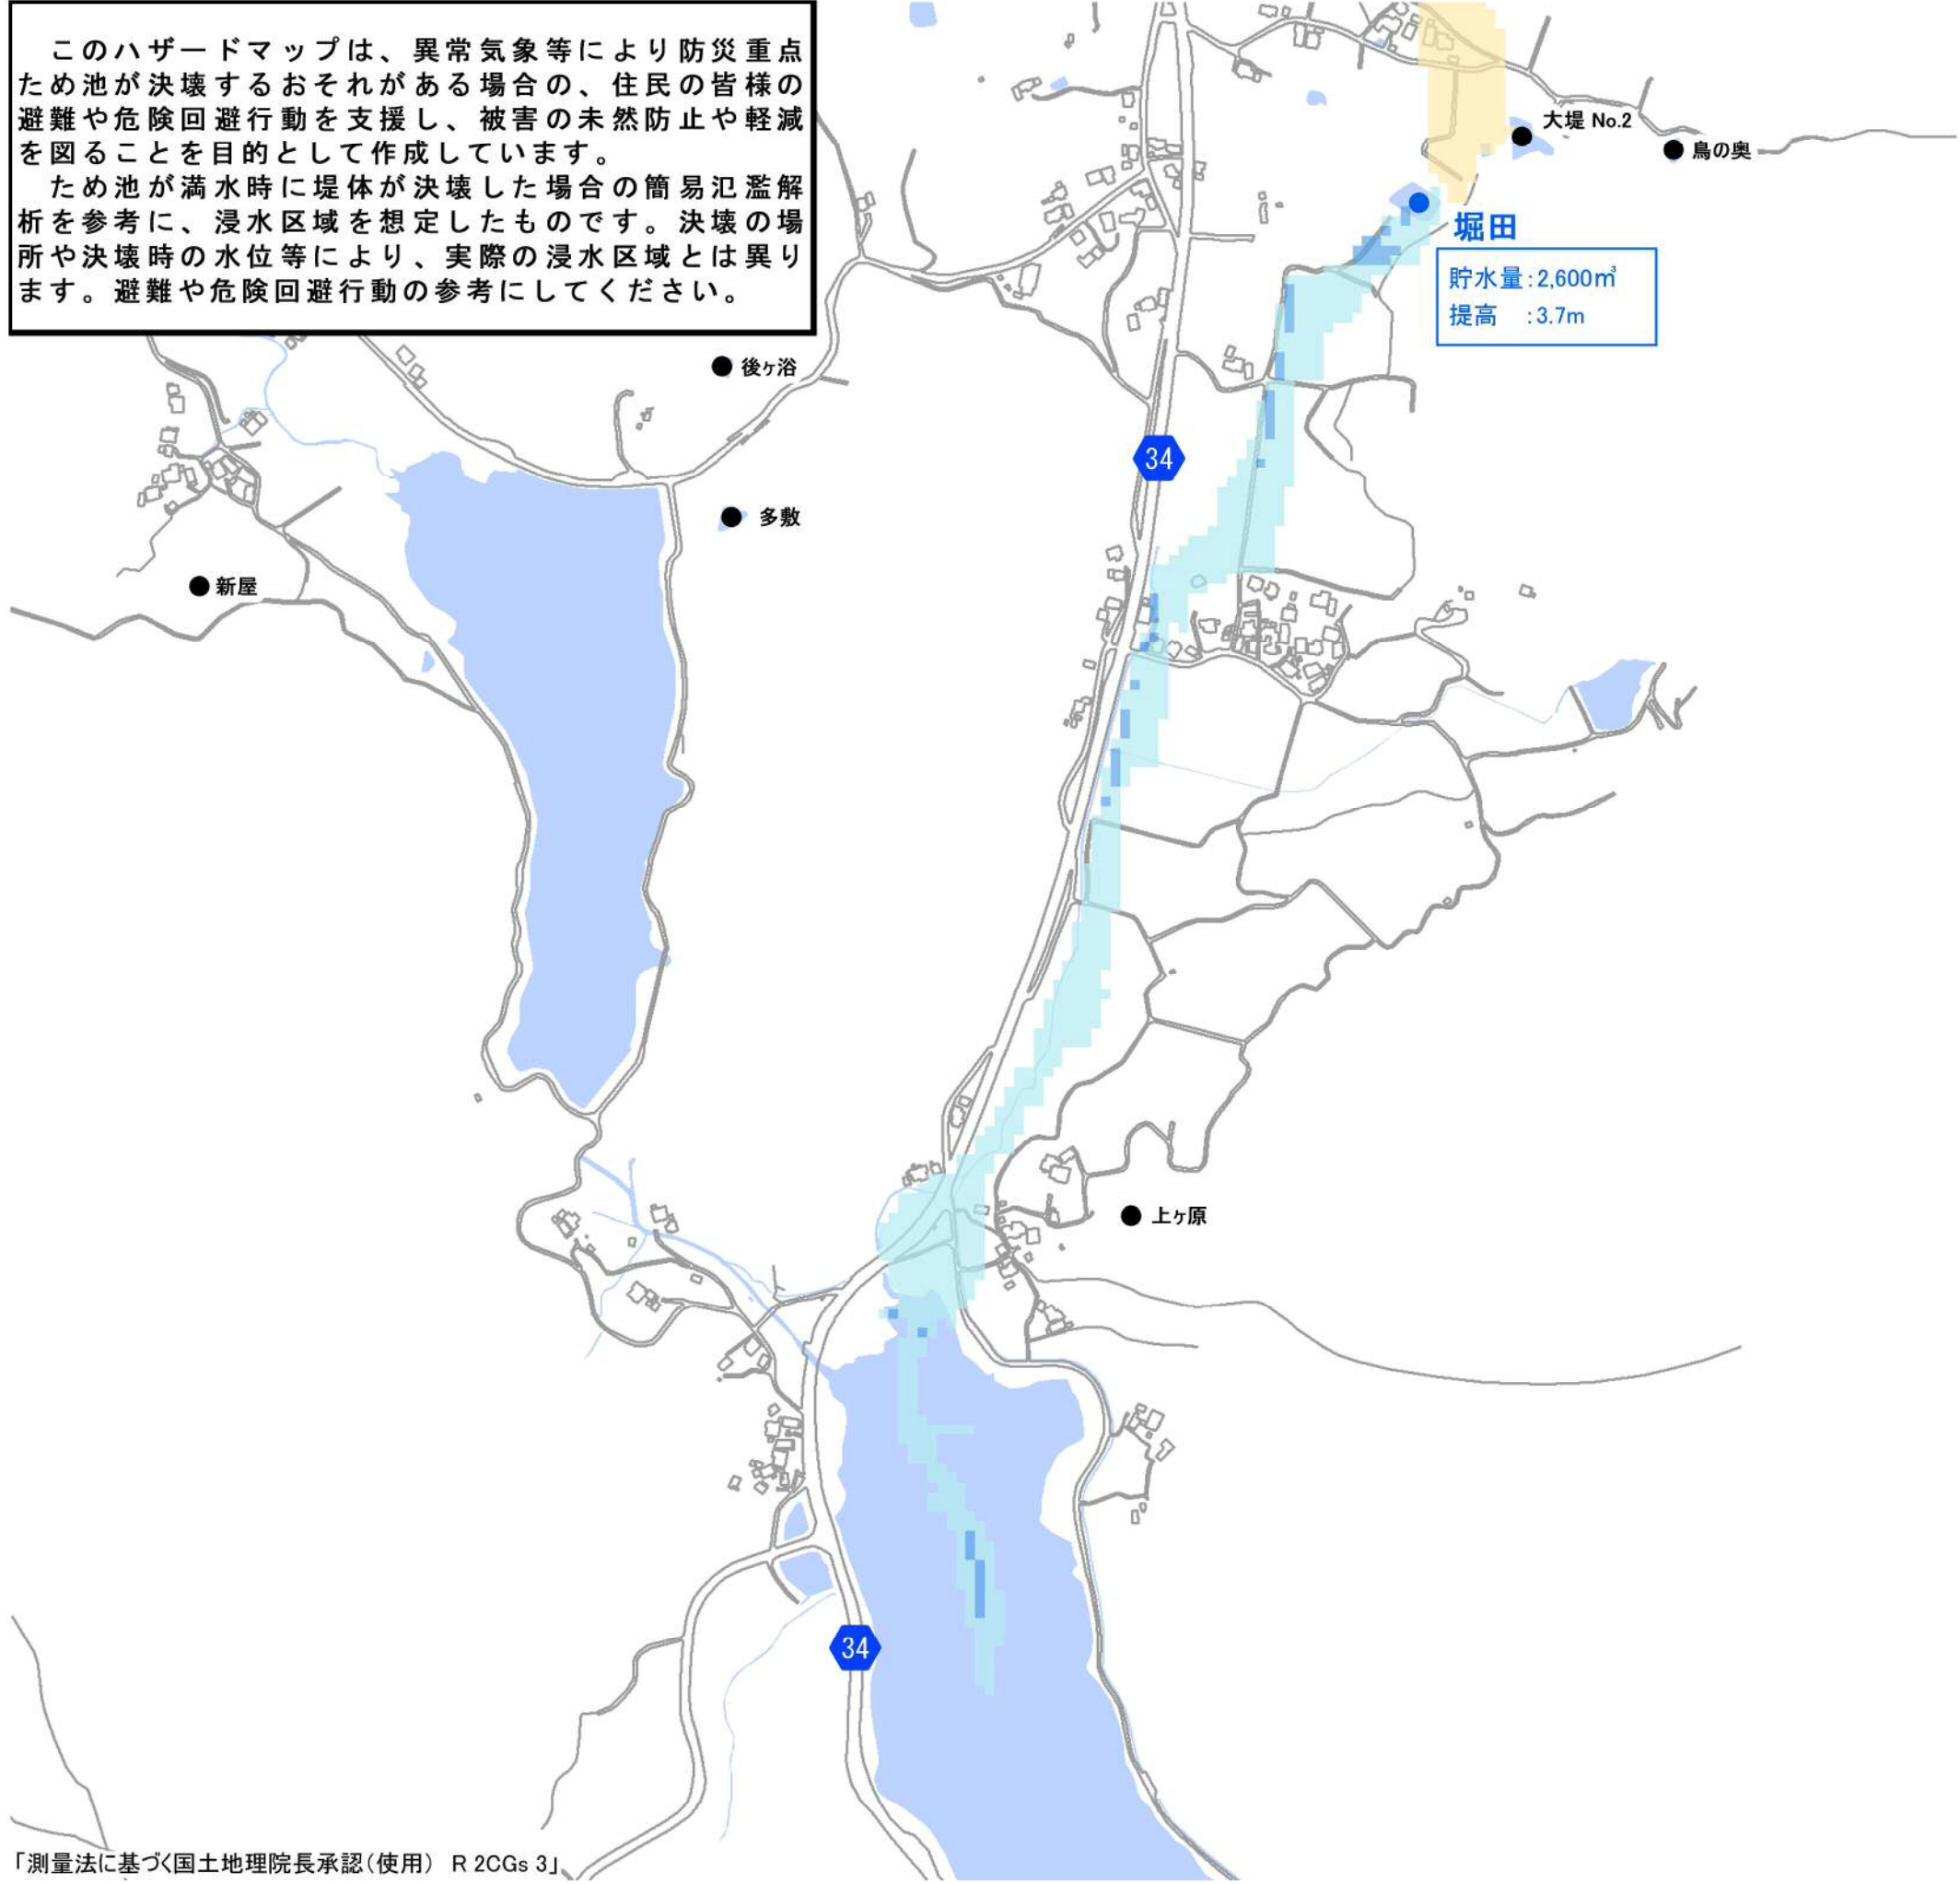 このハザードマップは、異常気象等により防災重点
ため池が決壊するおそれがある場合の、住民の皆様の
避難や危険回避行動を支援し、被害の未然防止や軽減
を図ることを目的として作成しています。
ため池が満水時に堤体が決壊した場合の簡易氾濫解
析を参考に、浸水区域を想定したものです。決壊の場
所や決壊時の水位等により、実際の浸水区域とは異り
ます。避難や危険回避行動の参考にしてください。
大堤 No.2
鳥の奥
堀田
貯水量:2,600㎥
提高 :3.7m
後ヶ浴
34
多敷
新屋
上ヶ原
34
「測量法に基づく国土地理院長承認(使用) R 2CGs 3」